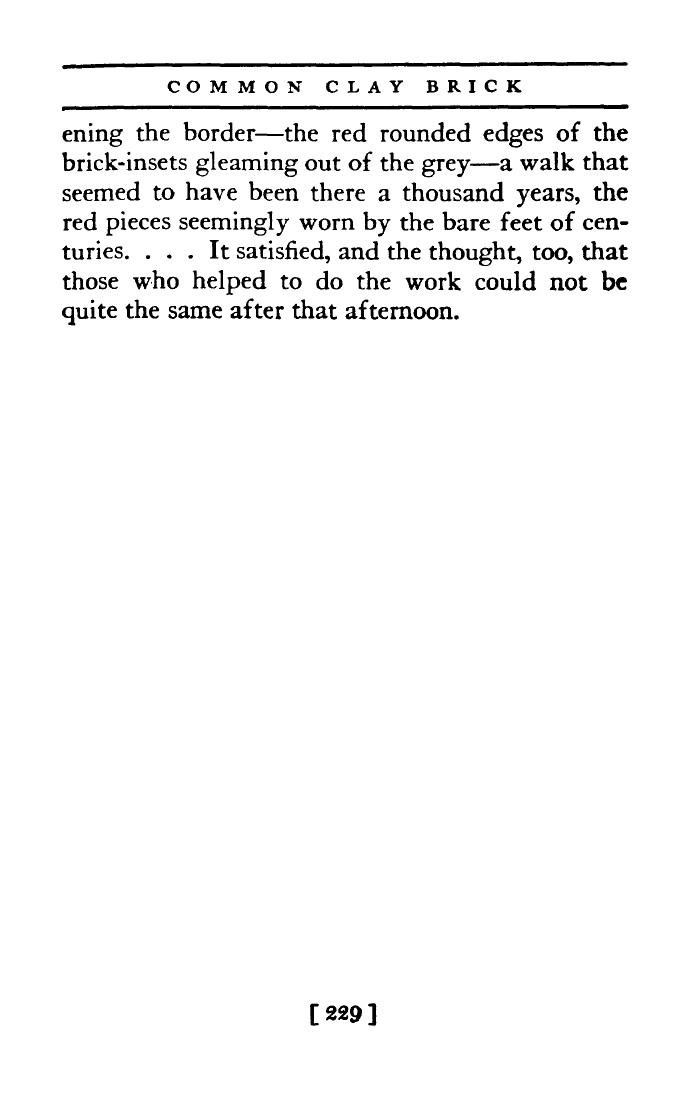 COMMON CLAY BRICK
ening the border—the red rounded edges of the
brick-insets gleaming out of the grey—a walk that
seemed to have been there a thousand years, the
red pieces seemingly worn by the bare feet of cen-
turies. . . . It satisfied, and the thought, too, that
those who helped to do the work could not be
quite the same after that afternoon.
[ 229 ]